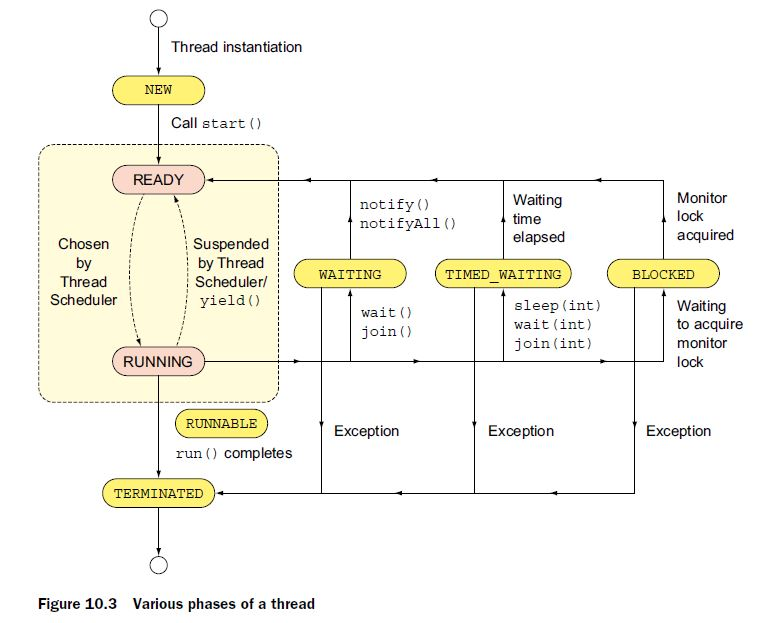 Thread instantiation
NEW
Call start()
READY
notify()
notifyAll()
Waiting
time
elapsed
Monitor
lock
acquired
Chosen
by
Thread
Scheduler
Suspended
by Thread
Scheduler/
yield()
WAITING
TIMED_WAITING
BLOCKED
wait()
join()
sleep(int)
wait(int)
join(int)
Waiting
to acquire
monitor
lock
RUNNING
RUNNABLE
run() completes
Exception
Exception
Exception
TERMINATED
Figure 10.3 Various phases of a thread